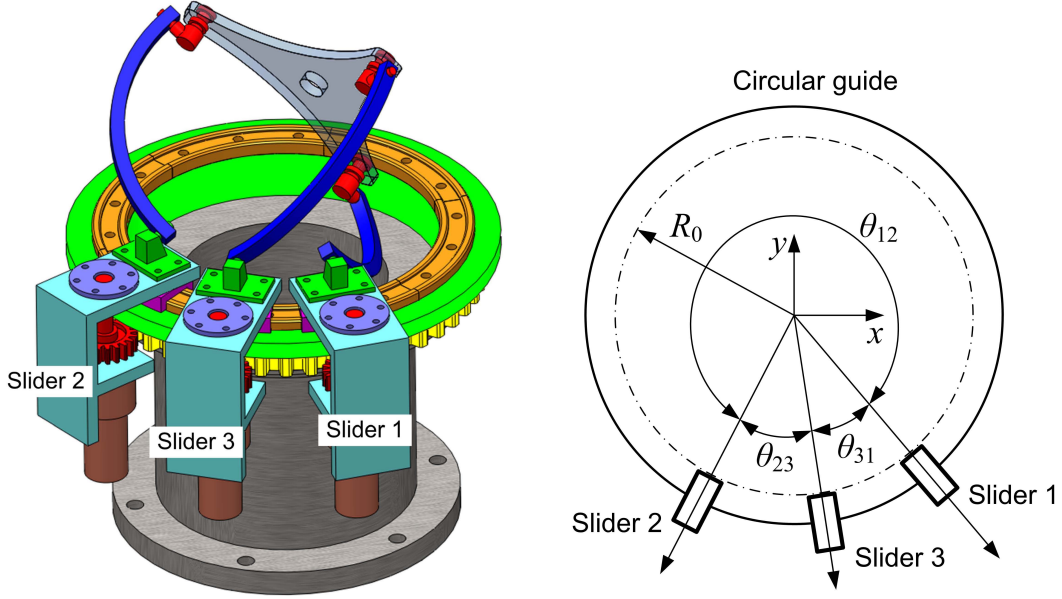 Slider 2
Slider 3
Slider 1
Circular guide
R₀
y
x
θ₁₂
θ₂₃
θ₃₁
Slider 1
Slider 2
Slider 3